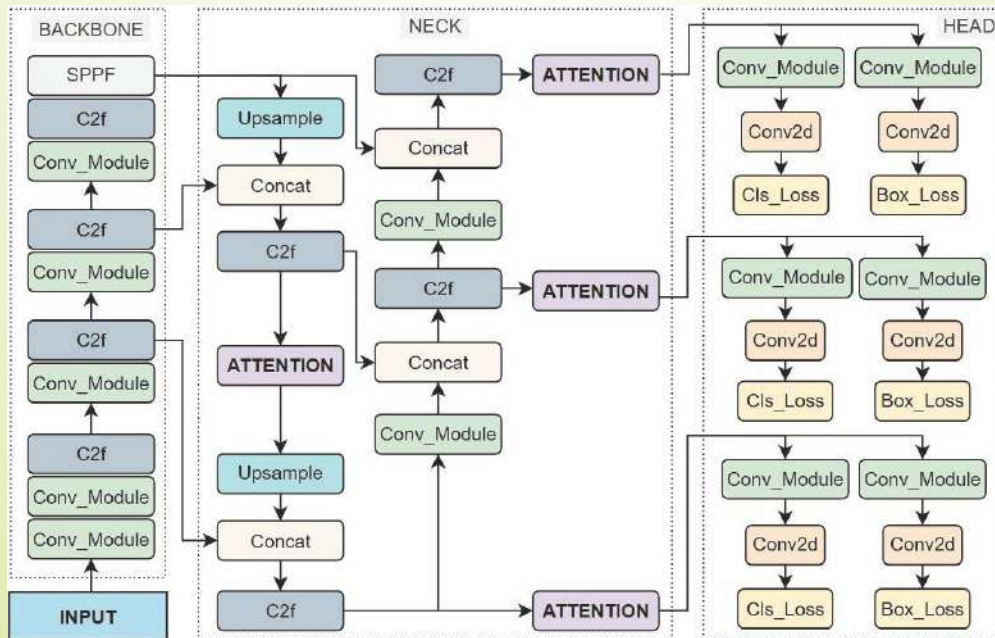 BACKBONE
SPPF
C2f
Conv_Module
C2f
Conv_Module
C2f
Conv_Module
C2f
Conv_Module
Conv_Module
INPUT
NECK
Upsample
Concat
C2f
ATTENTION
Upsample
Concat
C2f
C2f
Concat
Conv_Module
C2f
Concat
Conv_Module
ATTENTION
ATTENTION
ATTENTION
HEAD
Conv_Module Conv_Module
Conv2d Conv2d
Cls_Loss Box_Loss
Conv_Module Conv_Module
Conv2d Conv2d
Cls_Loss Box_Loss
Conv_Module Conv_Module
Conv2d Conv2d
Cls_Loss Box_Loss